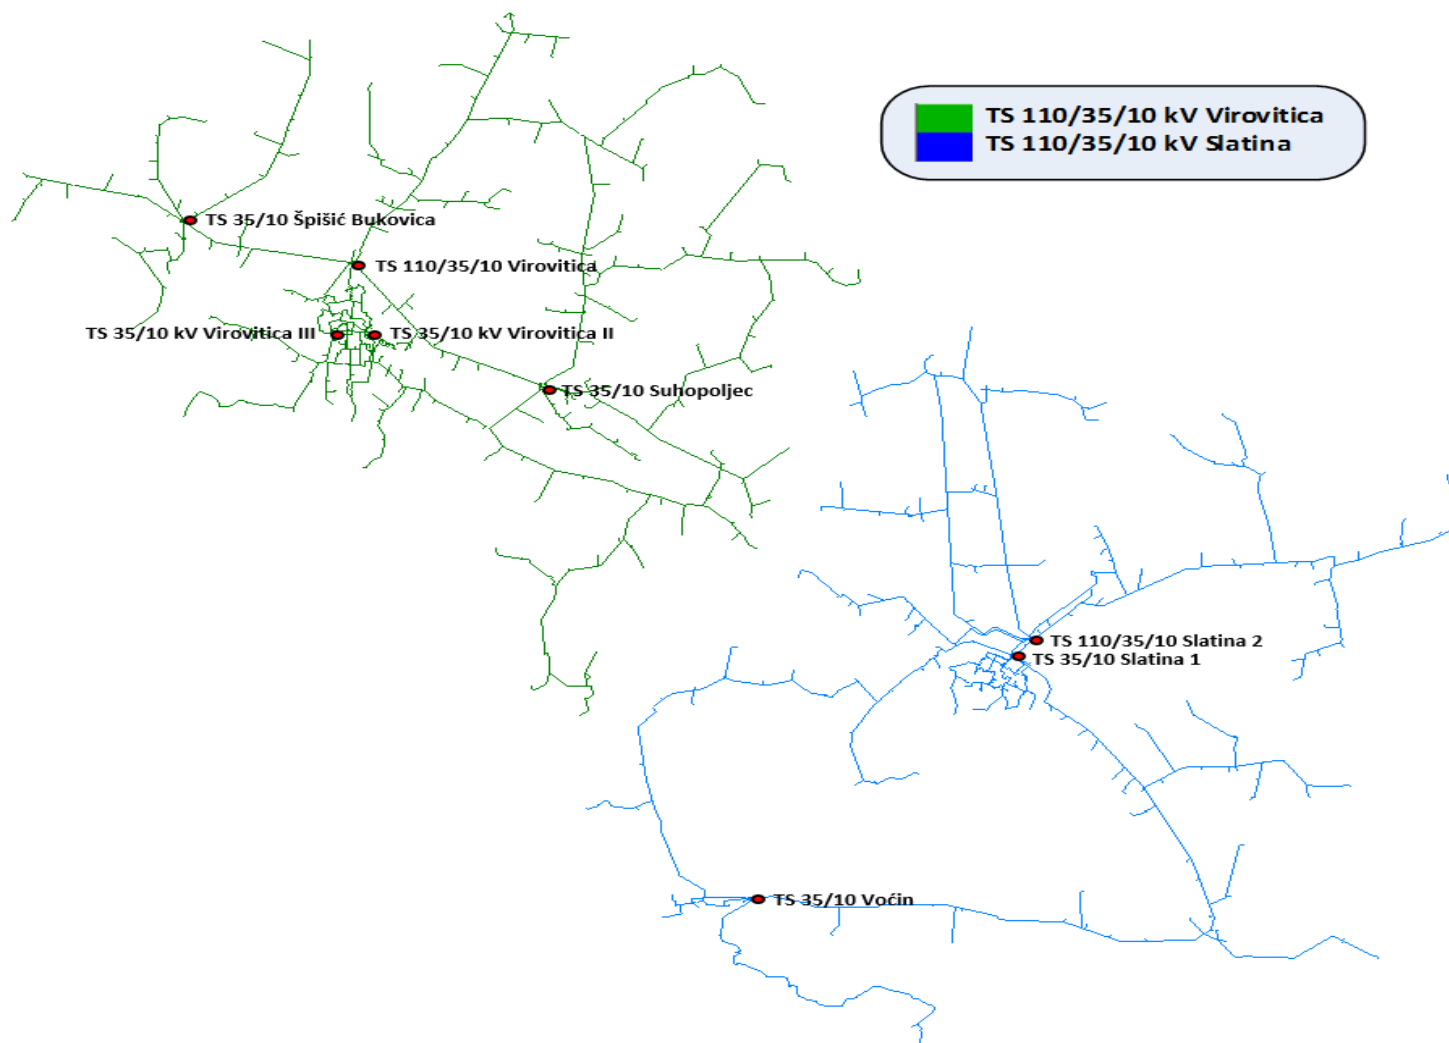 TS 110/35/10 kV Virovitica
TS 110/35/10 kV Slatina
TS 35/10 Špišić Bukovica
TS 110/35/10 Virovitica
TS 35/10 kV Virovitica III
TS 35/10 kV Virovitica II
TS 35/10 Suhopoljec
TS 110/35/10 Slatina 2
TS 35/10 Slatina 1
TS 35/10 Voćin